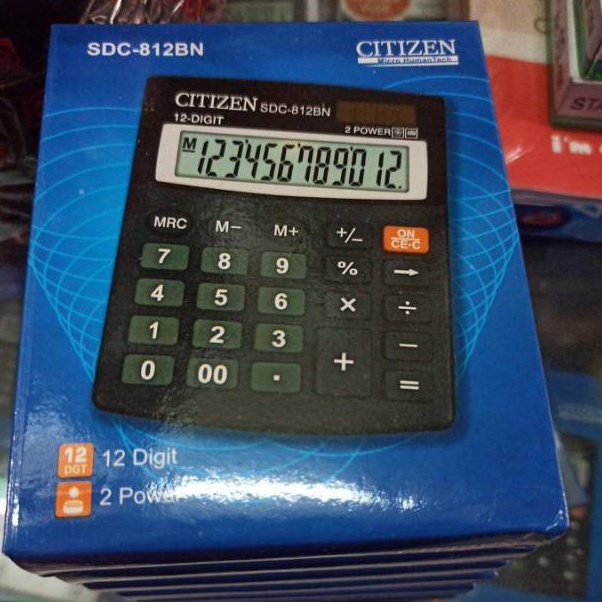 SDC-812BN
CITIZEN
Micro HumanTech
CITIZEN SDC-812BN
12-DIGIT
2 POWER
M
123456789012.
MRC M− M+ +/− ON
CE·C
7 8 9 % →
4 5 6 × ÷
1 2 3 + −
0 00 . =
12
DGT
12 Digit
2 Power
STA
i'm